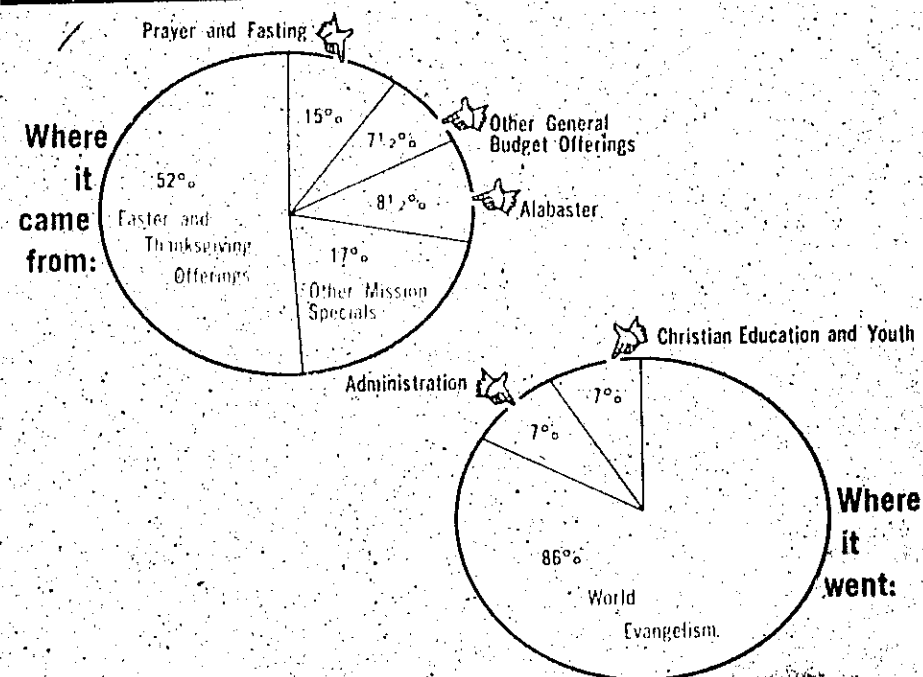 Prayer and Fasting
15%
7½%
Other General
Budget Offerings
8½%
Alabaster
17%
Other Mission
Specials
52%
Easter and
Thanksgiving
Offerings
Where
it
came
from:
Christian Education and Youth
7%
Administration
7%
86%
World
Evangelism.
Where
it
went: